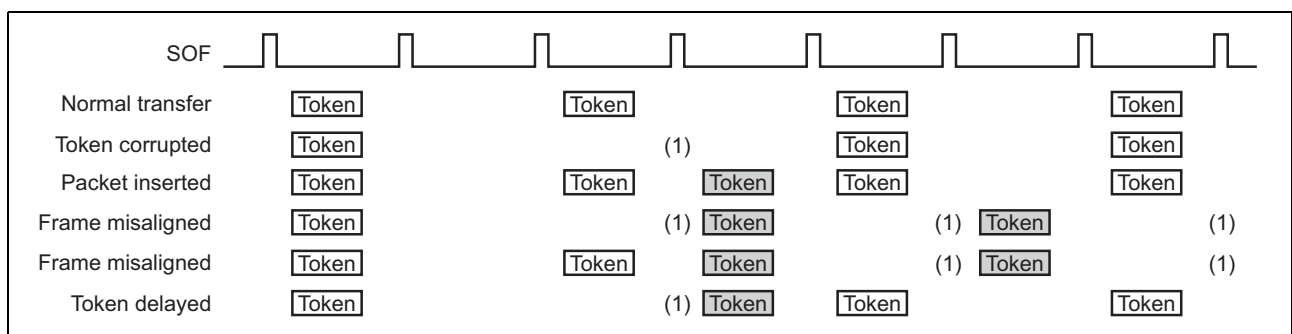 SOF
Normal transfer Token Token Token Token
Token corrupted Token (1) Token Token
Packet inserted Token Token Token Token Token
Frame misaligned Token (1) Token (1) Token (1)
Frame misaligned Token Token Token (1) Token (1)
Token delayed Token (1) Token Token Token